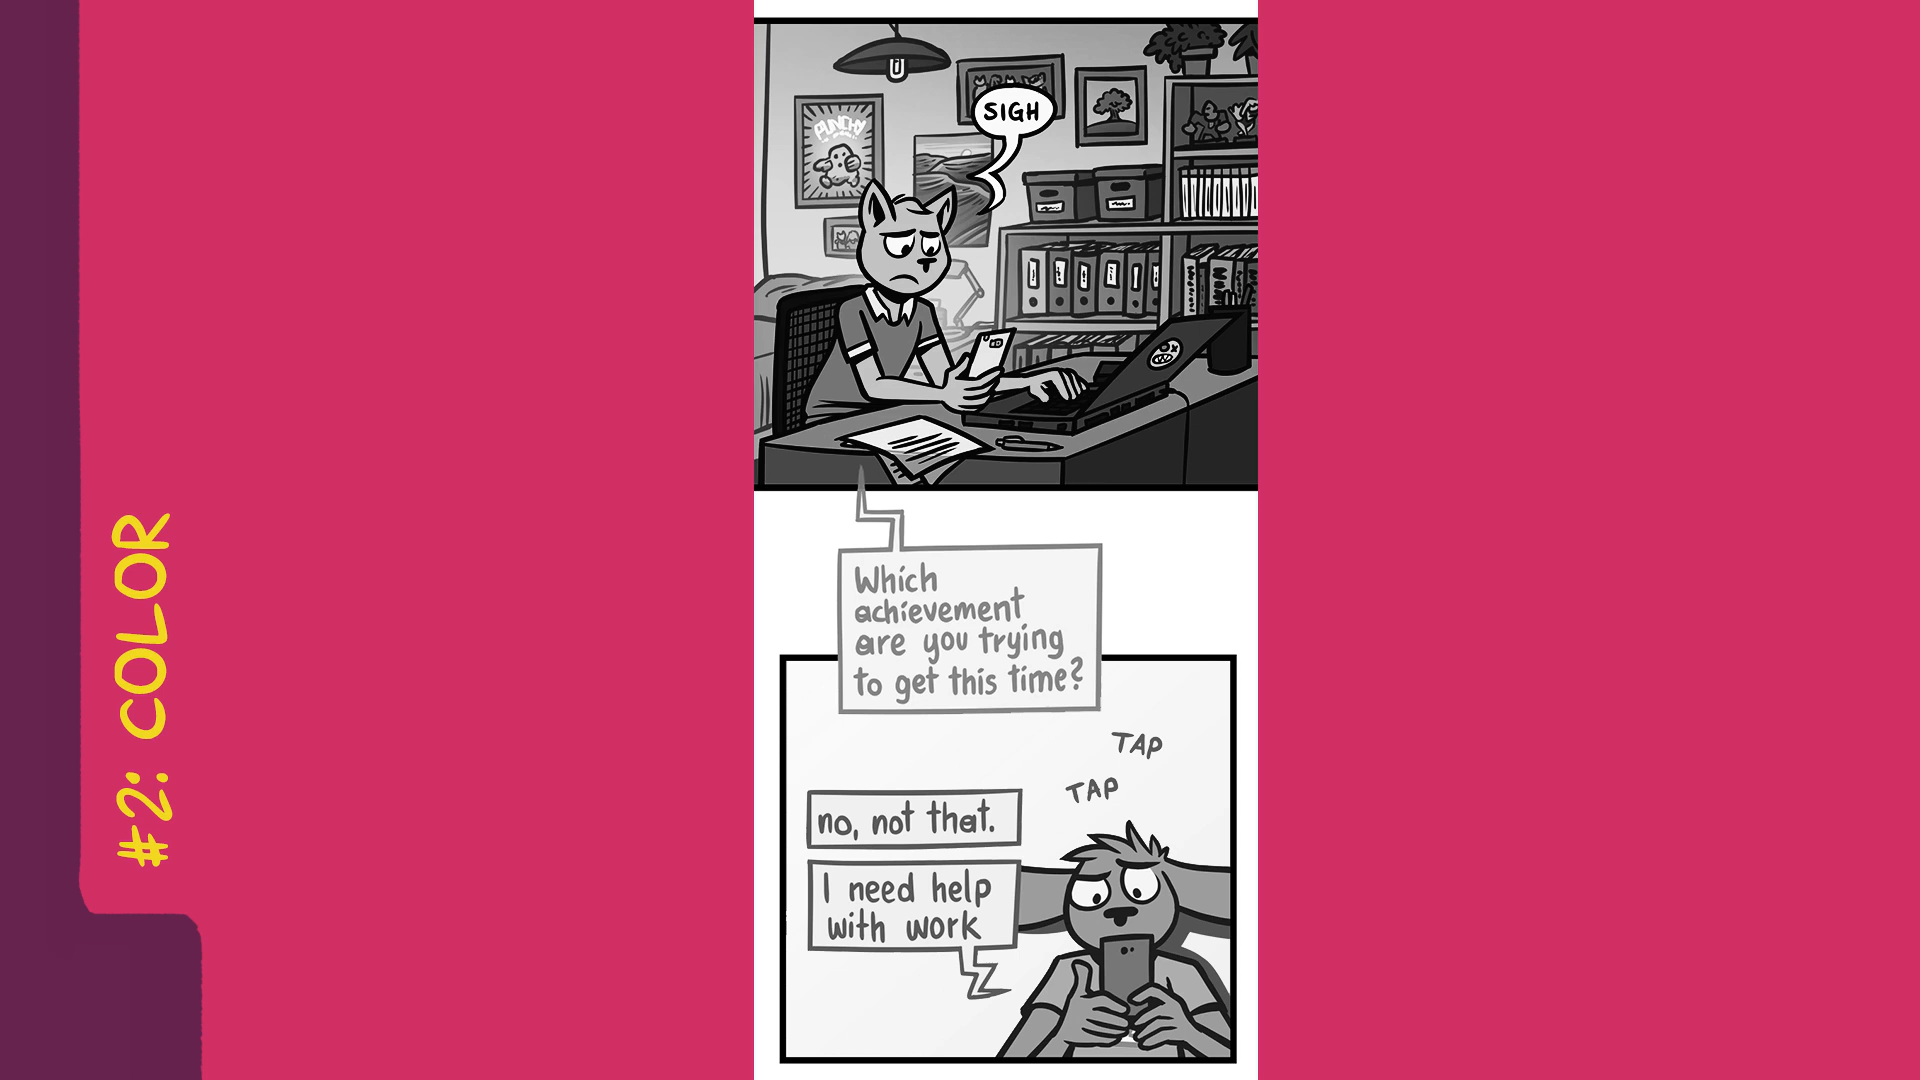 #2: COLOR
PUNCHY
SIGH
Which
achievement
are you trying
to get this time?
TAP
TAP
no, not that.
I need help
with work